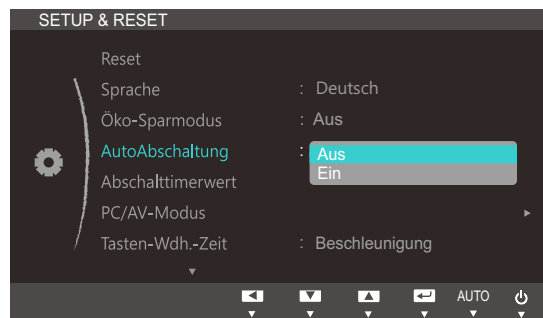 SETUP & RESET
Reset
Sprache : Deutsch
Öko-Sparmodus : Aus
AutoAbschaltung : Aus
Ein
Abschalttimerwert
PC/AV-Modus
Tasten-Wdh.-Zeit : Beschleunigung
AUTO